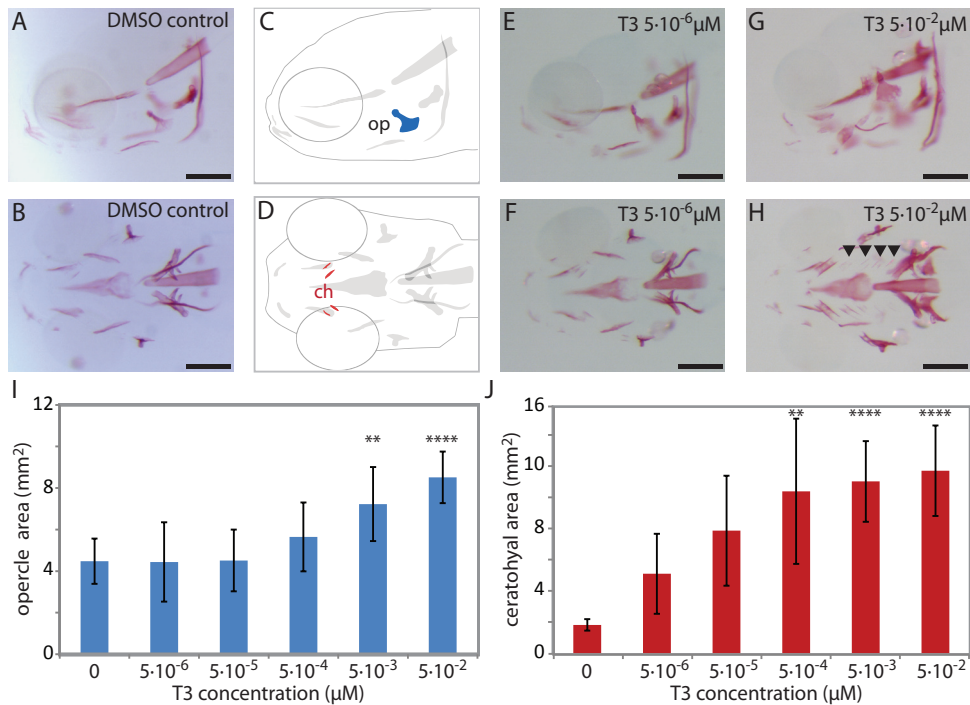 A DMSO control
C
op
E T3 5·10⁻⁶μM
G T3 5·10⁻²μM
B DMSO control
D
ch
F T3 5·10⁻⁶μM
H T3 5·10⁻²μM
I
opercle area (mm²)
12
8
4
0
** ****
0 5·10⁻⁶ 5·10⁻⁵ 5·10⁻⁴ 5·10⁻³ 5·10⁻²
T3 concentration (μM)
J
ceratohyal area (mm²)
16
10
8
4
0
** **** ****
0 5·10⁻⁶ 5·10⁻⁵ 5·10⁻⁴ 5·10⁻³ 5·10⁻²
T3 concentration (μM)